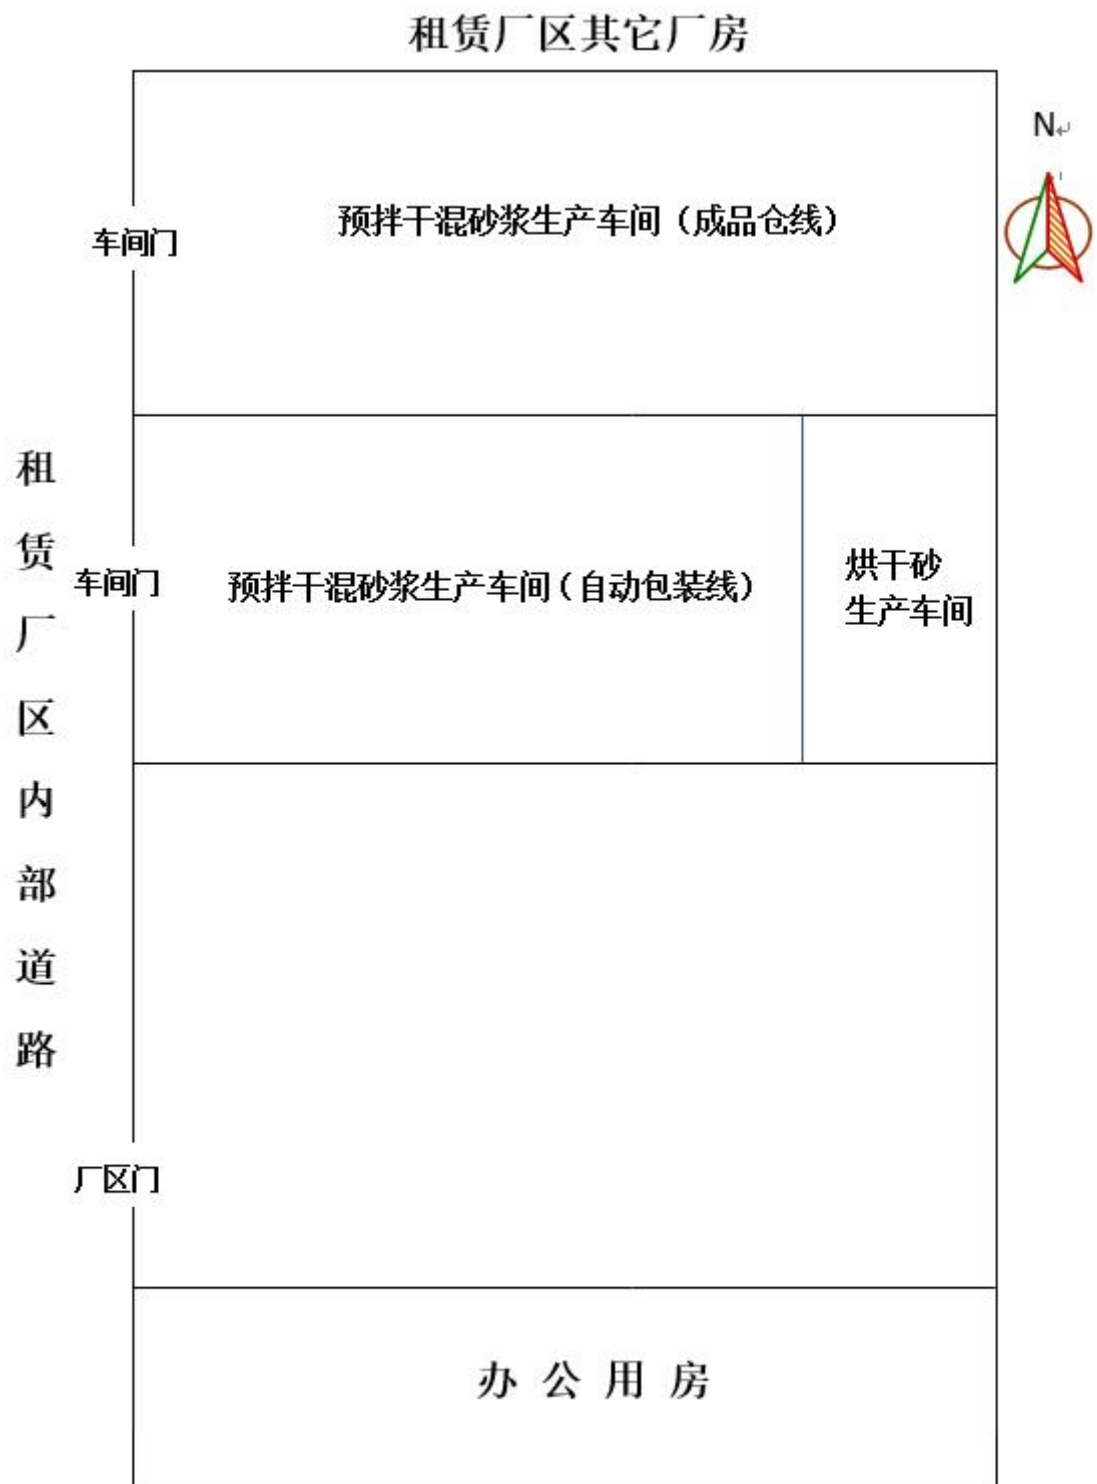 租赁厂区其它厂房
N
预拌干混砂浆生产车间（成品仓线）
车间门
租赁厂区内部道路
车间门
预拌干混砂浆生产车间（自动包装线）
烘干砂
生产车间
厂区门
办公用房